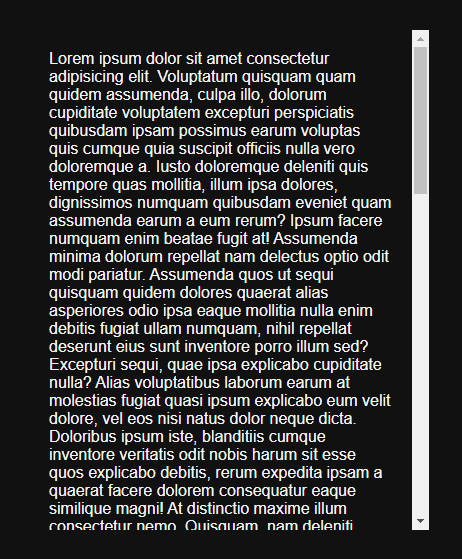 Lorem ipsum dolor sit amet consectetur
adipisicing elit. Voluptatum quisquam quam
quidem assumenda, culpa illo, dolorum
cupiditate voluptatem excepturi perspiciatis
quibusdam ipsam possimus earum voluptas
quis cumque quia suscipit officiis nulla vero
doloremque a. Iusto doloremque deleniti quis
tempore quas mollitia, illum ipsa dolores,
dignissimos numquam quibusdam eveniet quam
assumenda earum a eum rerum? Ipsum facere
numquam enim beatae fugit at! Assumenda
minima dolorum repellat nam delectus optio odit
modi pariatur. Assumenda quos ut sequi
quisquam quidem dolores quaerat alias
asperiores odio ipsa eaque mollitia nulla enim
debitis fugiat ullam numquam, nihil repellat
deserunt eius sunt inventore porro illum sed?
Excepturi sequi, quae ipsa explicabo cupiditate
nulla? Alias voluptatibus laborum earum at
molestias fugiat quasi ipsum explicabo eum velit
dolore, vel eos nisi natus dolor neque dicta.
Doloribus ipsum iste, blanditiis cumque
inventore veritatis odit nobis harum sit esse
quos explicabo debitis, rerum expedita ipsam a
quaerat facere dolorem consequatur eaque
similique magni! At distinctio maxime illum
consectetur nemo. Quisquam, nam deleniti